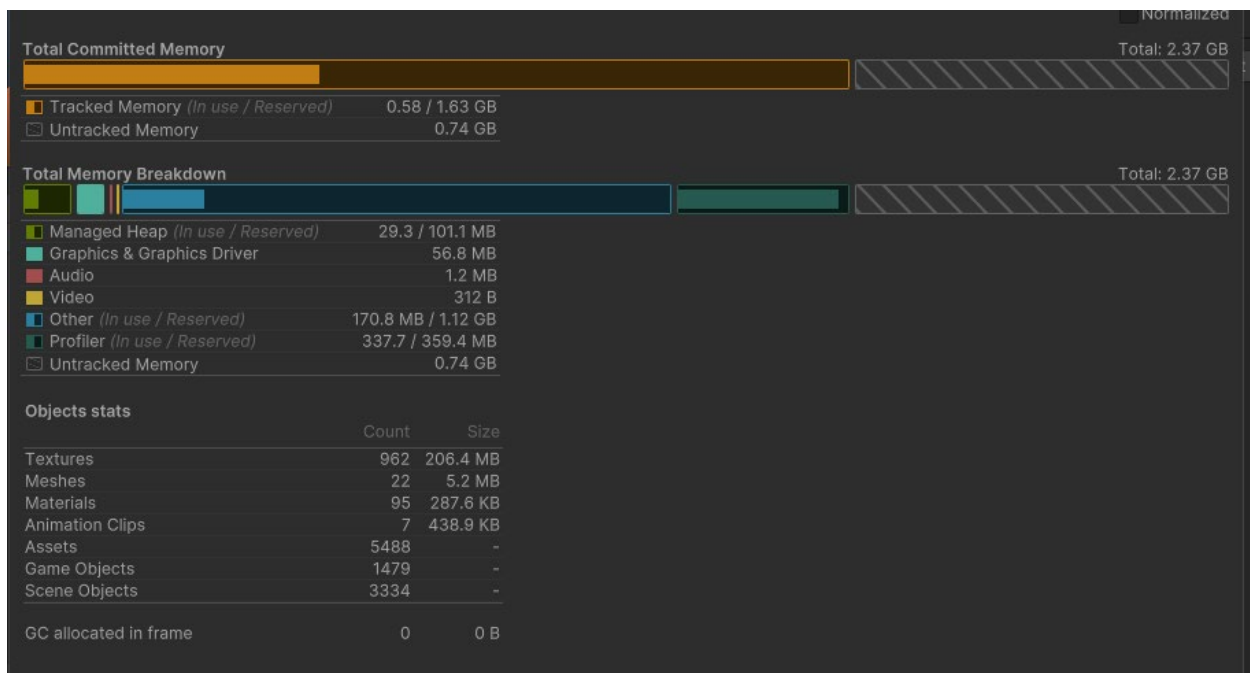 Normalized
Total Committed Memory Total: 2.37 GB
Tracked Memory (In use / Reserved) 0.58 / 1.63 GB
Untracked Memory 0.74 GB
Total Memory Breakdown Total: 2.37 GB
Managed Heap (In use / Reserved) 29.3 / 101.1 MB
Graphics & Graphics Driver 56.8 MB
Audio 1.2 MB
Video 312 B
Other (In use / Reserved) 170.8 MB / 1.12 GB
Profiler (In use / Reserved) 337.7 / 359.4 MB
Untracked Memory 0.74 GB
Objects stats
Count Size
Textures 962 206.4 MB
Meshes 22 5.2 MB
Materials 95 287.6 KB
Animation Clips 7 438.9 KB
Assets 5488 -
Game Objects 1479 -
Scene Objects 3334 -
GC allocated in frame 0 0 B